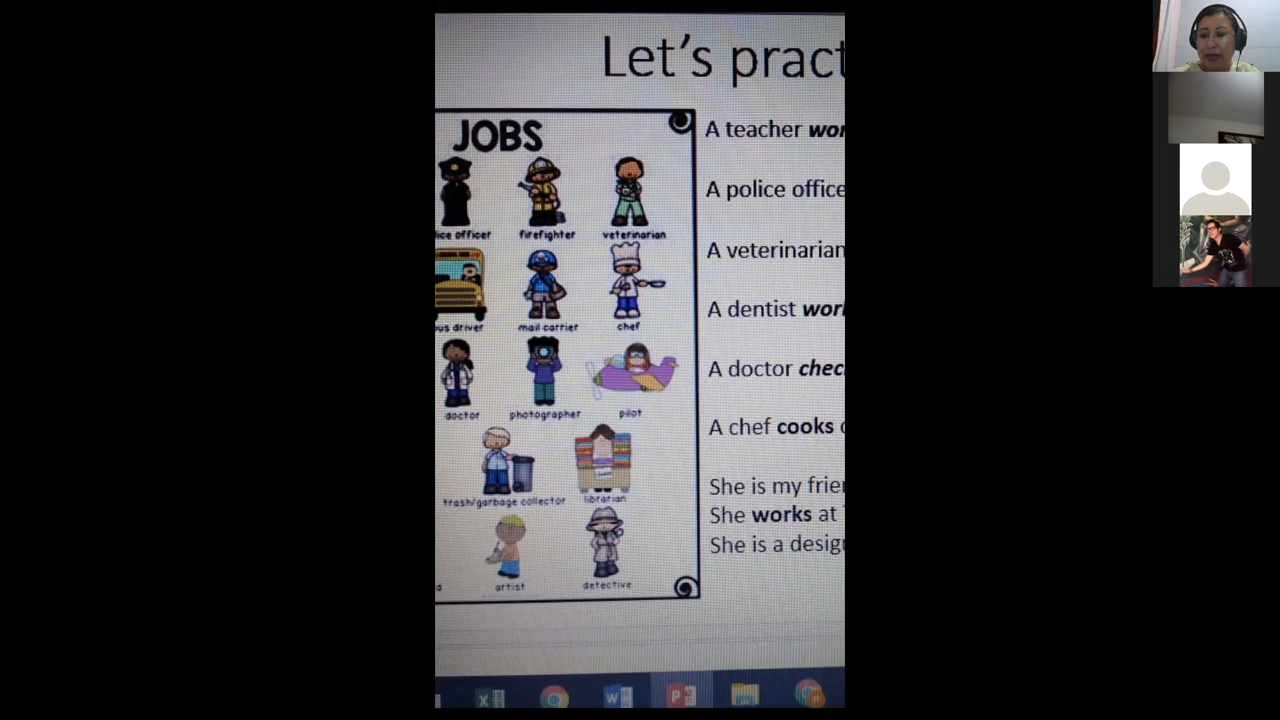 Let's pract
JOBS
lice officer
firefighter
veterinarian
bus driver
mail carrier
chef
doctor
photographer
pilot
trash/garbage collector
librarian
d
artist
detective
A teacher wor
A police office
A veterinarian
A dentist work
A doctor chec
A chef cooks
She is my frie
She works at
She is a desig